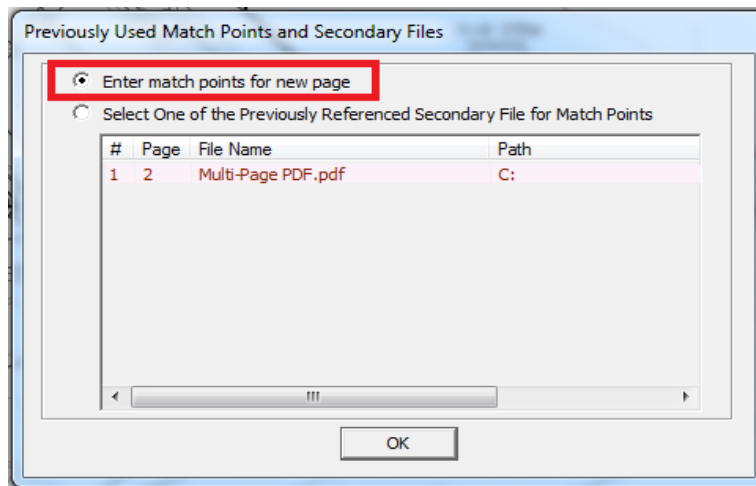 Previously Used Match Points and Secondary Files
Enter match points for new page
Select One of the Previously Referenced Secondary File for Match Points
# Page File Name Path
1 2 Multi-Page PDF.pdf C:
OK